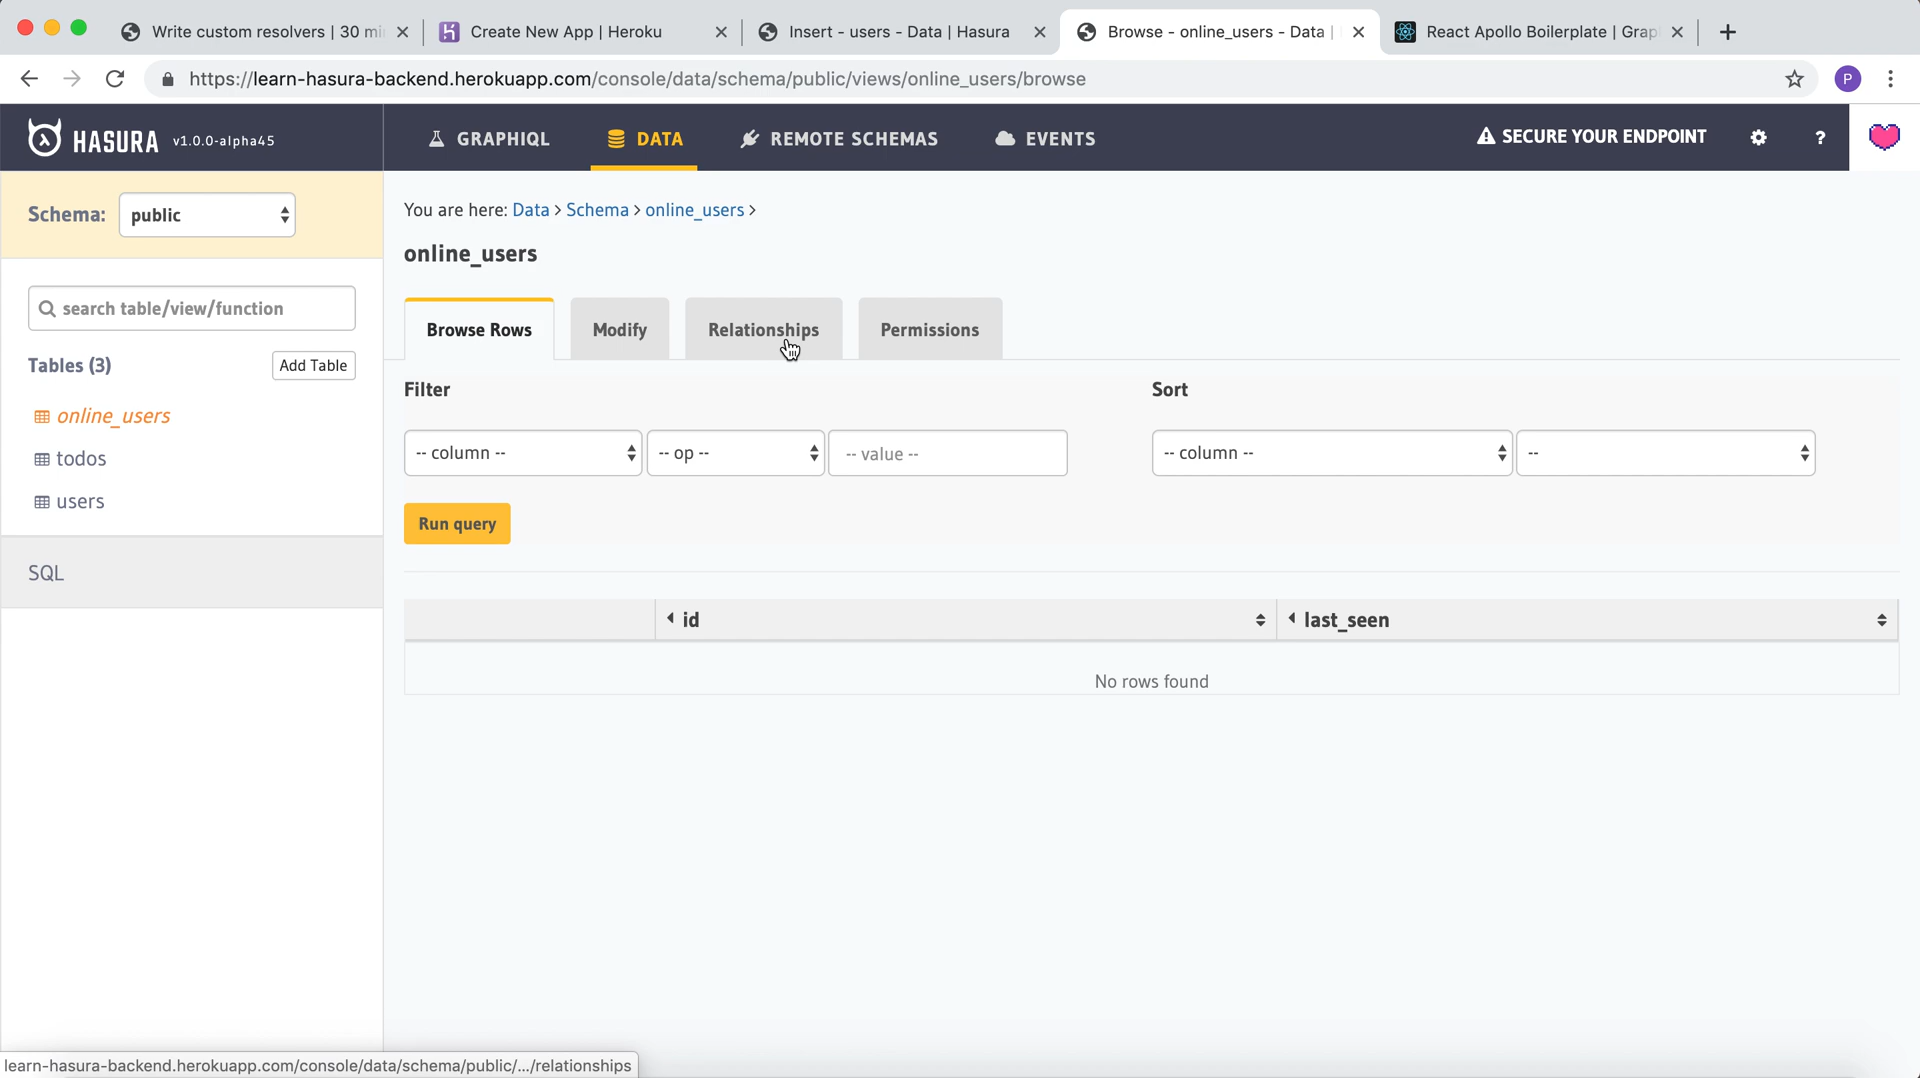 Write custom resolvers | 30 mi
Create New App | Heroku
Insert - users - Data | Hasura
Browse - online_users - Data |
React Apollo Boilerplate | Grap
https://learn-hasura-backend.herokuapp.com/console/data/schema/public/views/online_users/browse
P
HASURA v1.0.0-alpha45
GRAPHIQL
DATA
REMOTE SCHEMAS
EVENTS
SECURE YOUR ENDPOINT
?
Schema: public
You are here: Data > Schema > online_users >
online_users
search table/view/function
Browse Rows
Modify
Relationships
Permissions
Tables (3)
Add Table
Filter
Sort
online_users
-- column --
-- op --
-- value --
-- column --
--
todos
users
Run query
SQL
id
last_seen
No rows found
learn-hasura-backend.herokuapp.com/console/data/schema/public/.../relationships